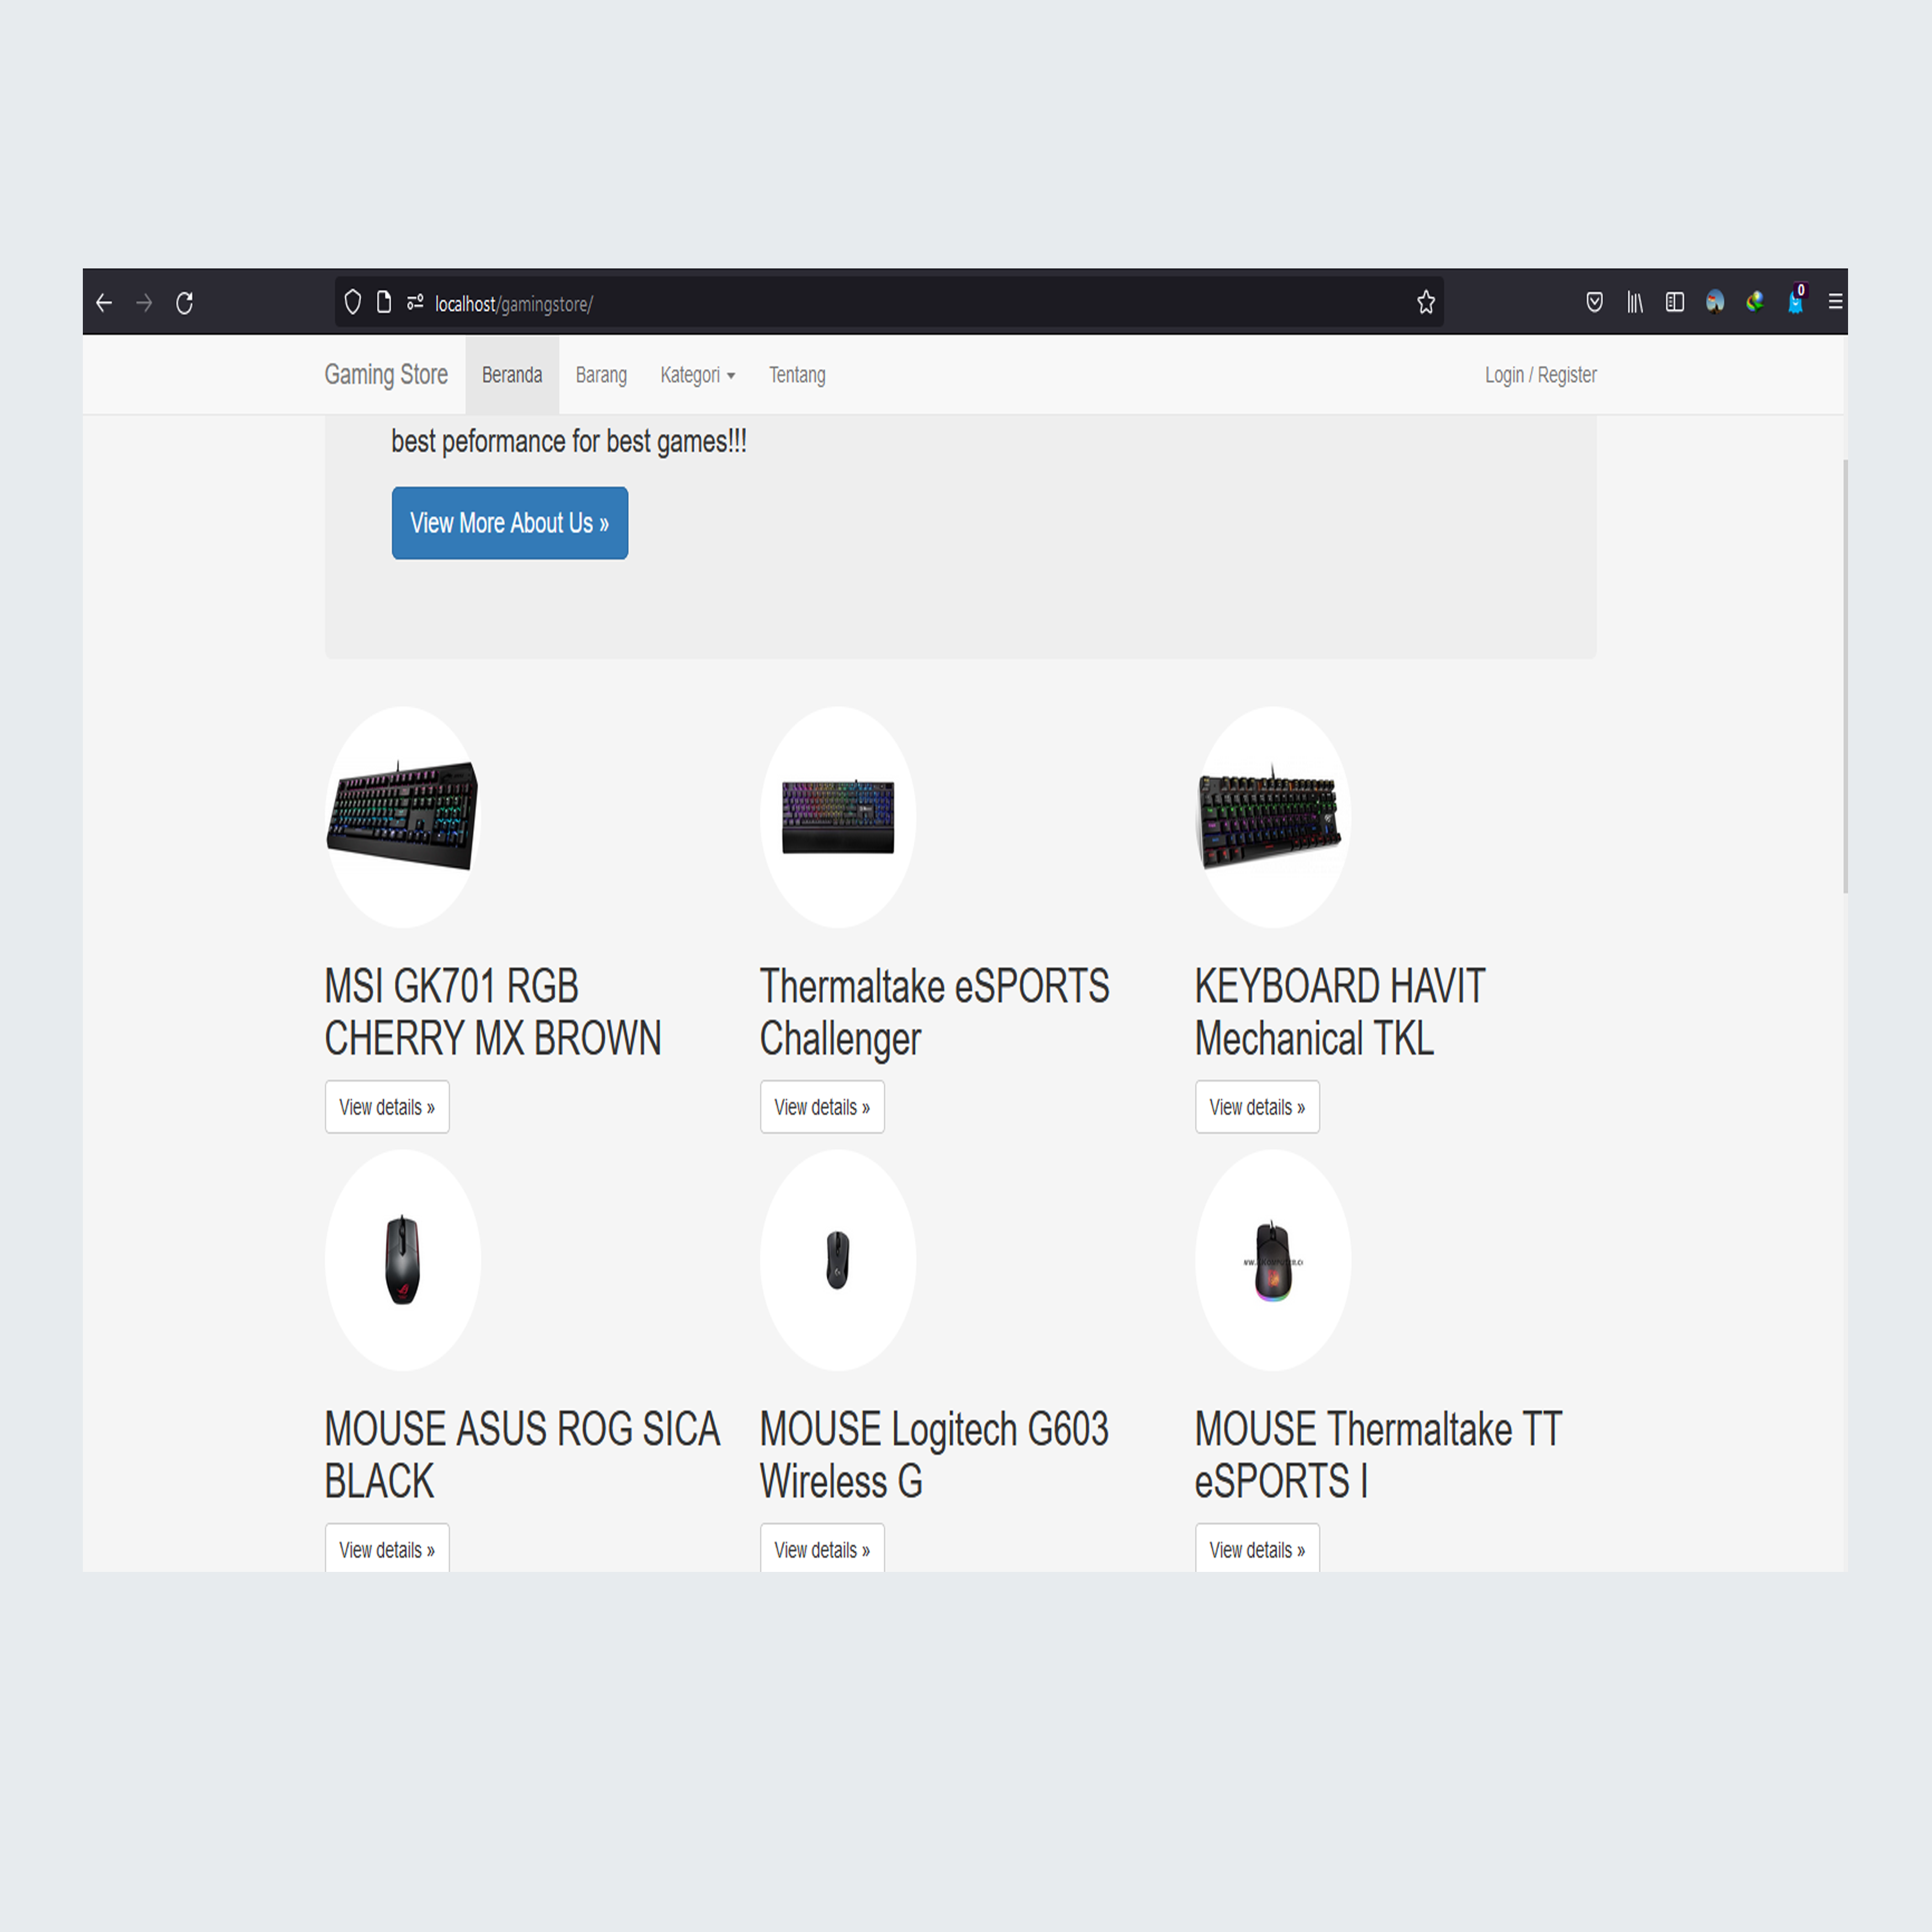 localhost/gamingstore/
0
Gaming Store Beranda Barang Kategori Tentang Login / Register
best peformance for best games!!!
View More About Us »
MSI GK701 RGB
CHERRY MX BROWN
View details »
Thermaltake eSPORTS
Challenger
View details »
KEYBOARD HAVIT
Mechanical TKL
View details »
MOUSE ASUS ROG SICA
BLACK
View details »
MOUSE Logitech G603
Wireless G
View details »
MOUSE Thermaltake TT
eSPORTS I
View details »